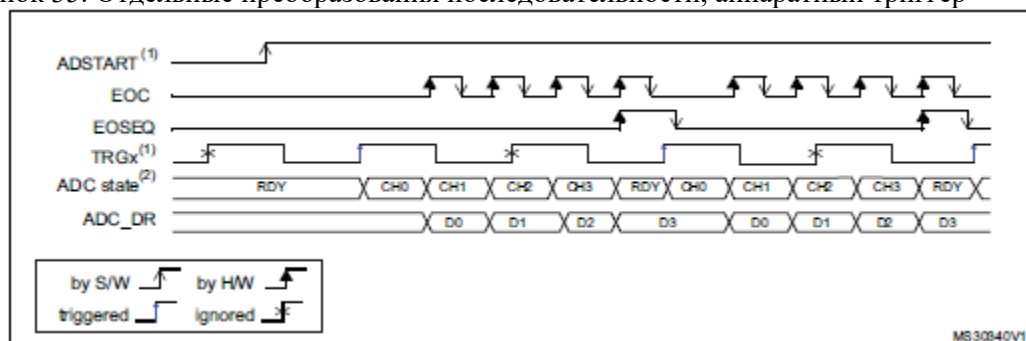 Отдельные преобразования последовательности, аппаратный триггер
ADSTART(1)
EOC
EOSEQ
TRGx(1)
ADC state(2)
RDY CH0 CH1 CH2 CH3 RDY CH0 CH1 CH2 CH3 RDY
ADC_DR
D0 D1 D2 D3 D0 D1 D2 D3
by S/W by H/W
triggered ignored
MS30340V1